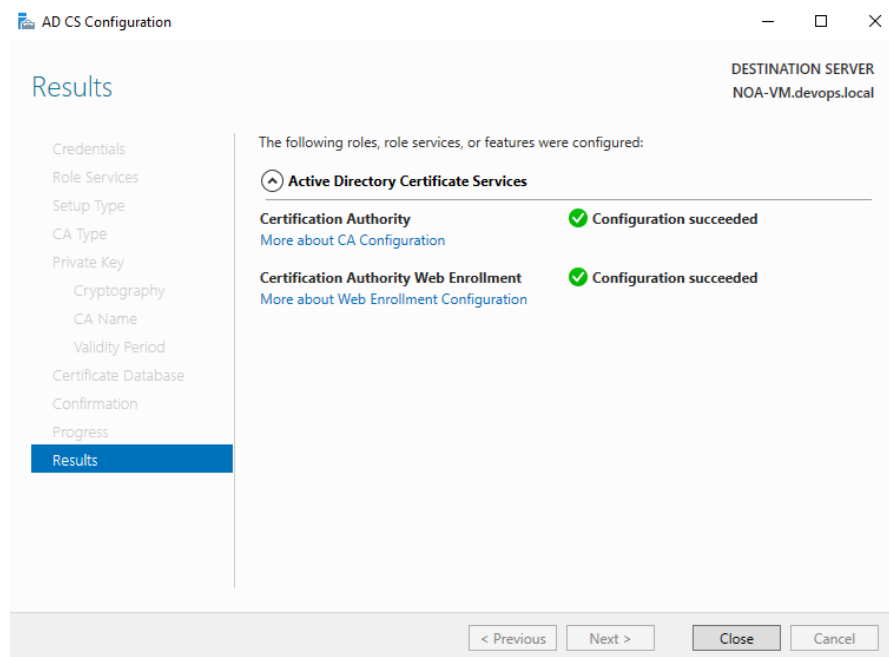 AD CS Configuration
Results
DESTINATION SERVER
NOA-VM.devops.local
Credentials
Role Services
Setup Type
CA Type
Private Key
Cryptography
CA Name
Validity Period
Certificate Database
Confirmation
Progress
Results
The following roles, role services, or features were configured:
Active Directory Certificate Services
Certification Authority Configuration succeeded
More about CA Configuration
Certification Authority Web Enrollment Configuration succeeded
More about Web Enrollment Configuration
< Previous Next > Close Cancel